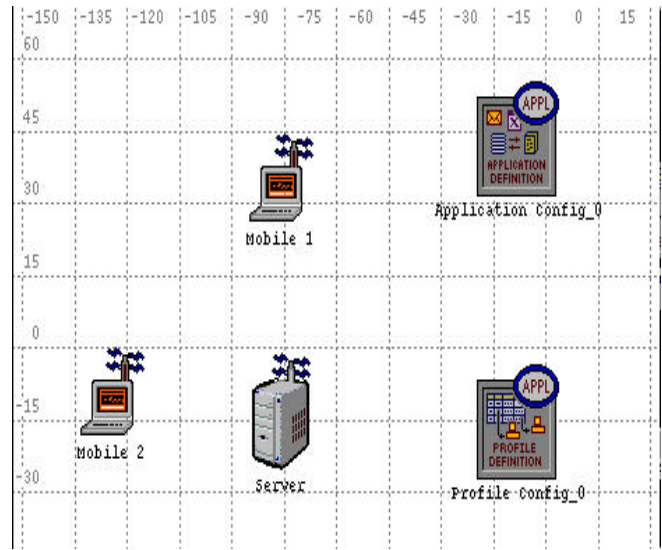 -150 -135 -120 -105 -90 -75 -60 -45 -30 -15 0 15
60
45
APPL
30
APPLICATION
DEFINITION
Application Config_0
Mobile 1
15
0
APPL
-15
Mobile 2
PROFILE
DEFINITION
-30
Server
Profile Config_0